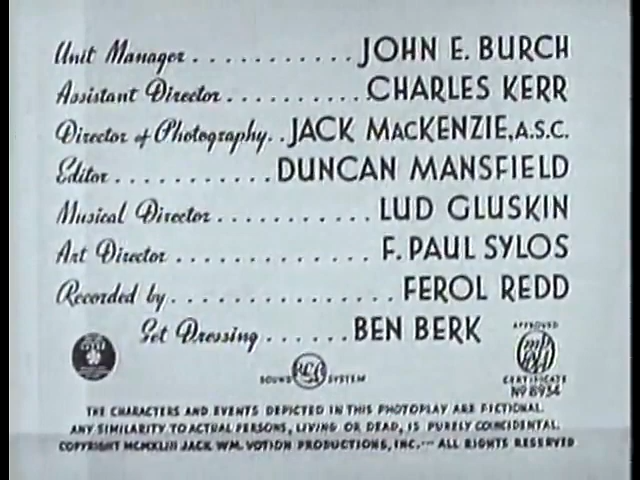 Unit Manager ........... JOHN E. BURCH
Assistant Director .......... CHARLES KERR
Director of Photography.. JACK MACKENZIE, A.S.C.
Editor ........... DUNCAN MANSFIELD
Musical Director .......... LUD GLUSKIN
Art Director ............. F. PAUL SYLOS
Recorded by ............... FEROL REDD
Set Dressing ...... BEN BERK
APPROVED
SOUND RCA SYSTEM
CERTIFICATE
No 8934
THE CHARACTERS AND EVENTS DEPICTED IN THIS PHOTOPLAY ARE FICTIONAL.
ANY SIMILARITY TO ACTUAL PERSONS, LIVING OR DEAD, IS PURELY COINCIDENTAL.
COPYRIGHT MCMXLIII JACK WM. VOTION PRODUCTIONS, INC.--- ALL RIGHTS RESERVED